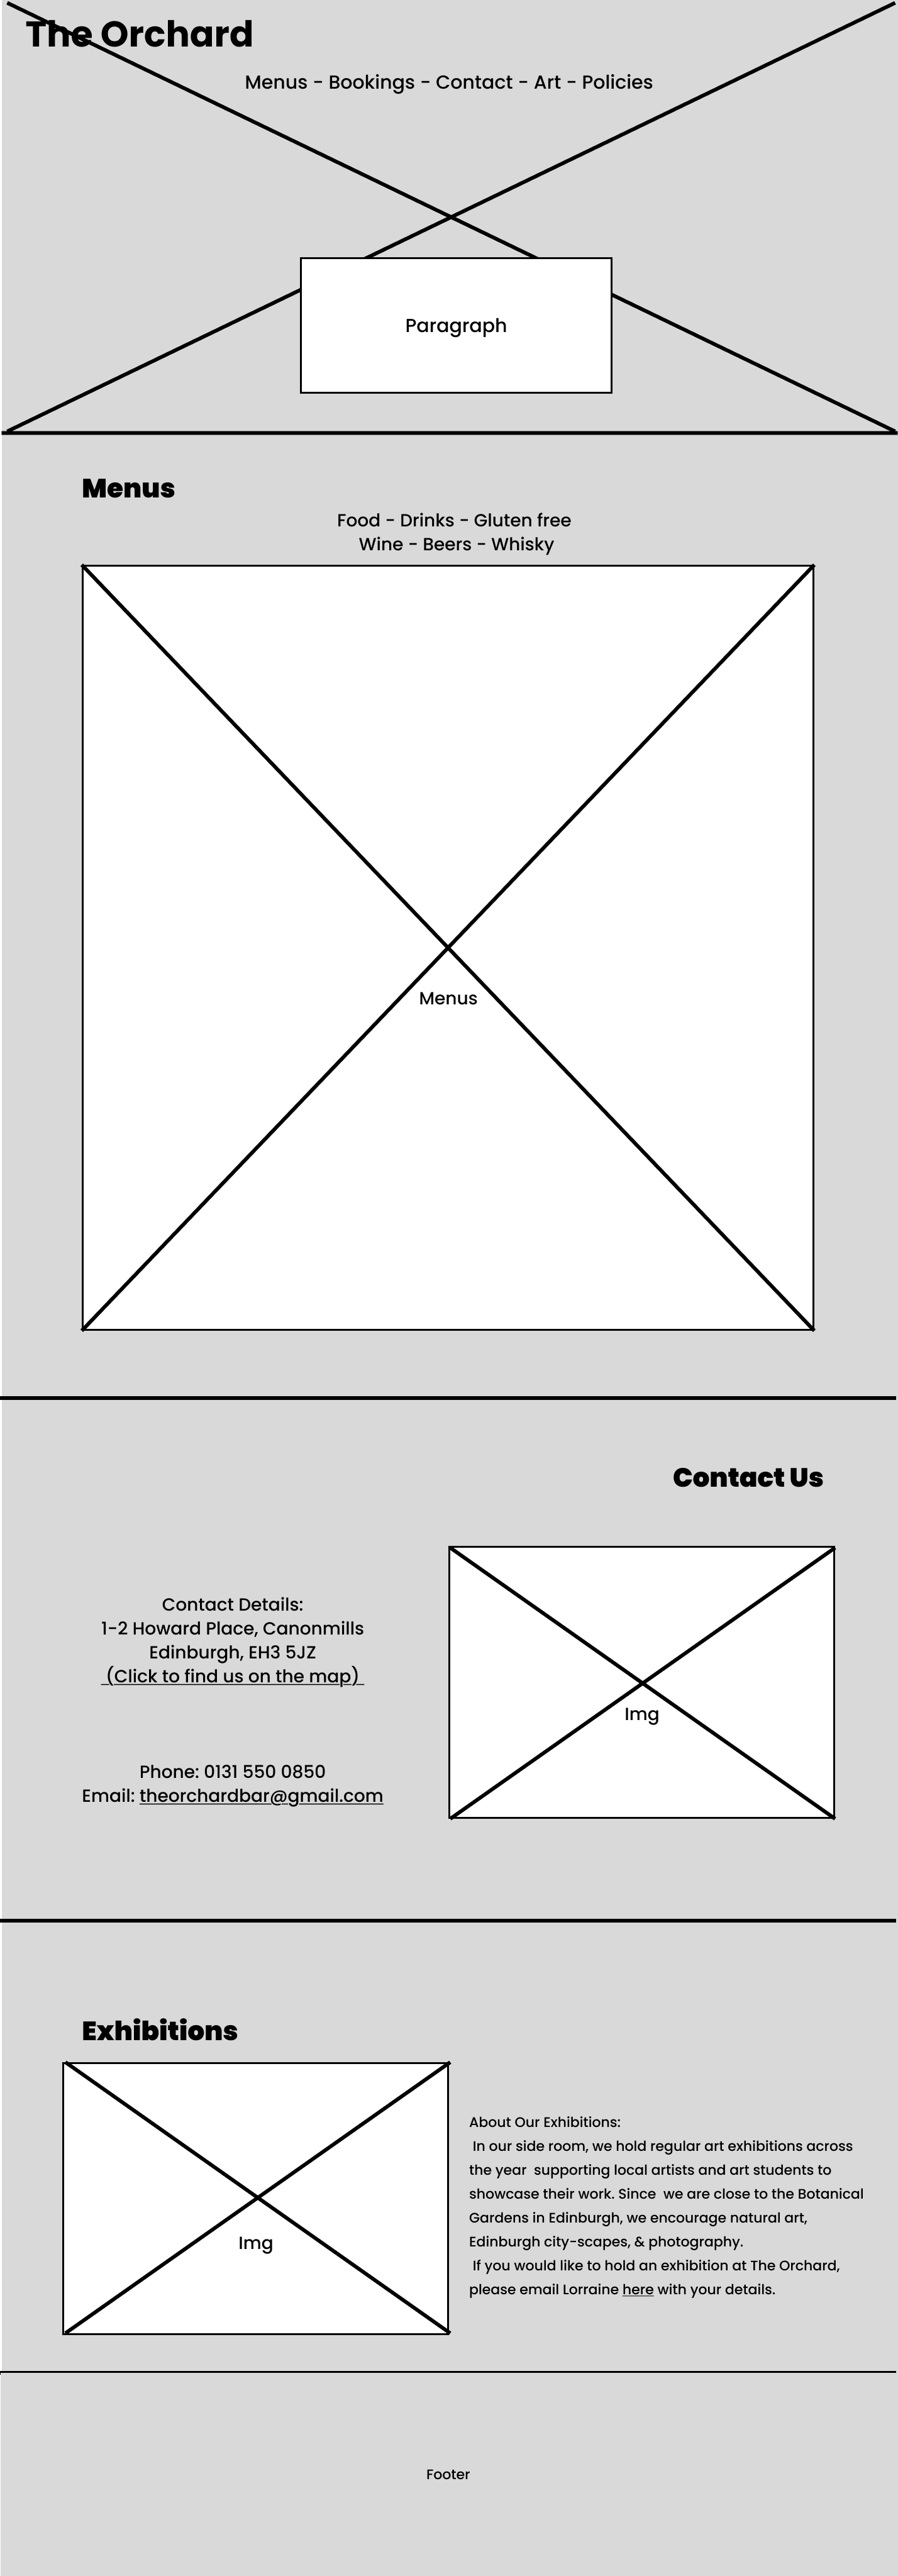 The Orchard
Menus - Bookings - Contact - Art - Policies
Paragraph
Menus
Food - Drinks - Gluten free
Wine - Beers - Whisky
Menus
Contact Us
Contact Details:
1-2 Howard Place, Canonmills
Edinburgh, EH3 5JZ
(Click to find us on the map)
Img
Phone: 0131 550 0850
Email: theorchardbar@gmail.com
Exhibitions
Img
About Our Exhibitions:
In our side room, we hold regular art exhibitions across
the year  supporting local artists and art students to
showcase their work. Since  we are close to the Botanical
Gardens in Edinburgh, we encourage natural art,
Edinburgh city-scapes, & photography.
If you would like to hold an exhibition at The Orchard,
please email Lorraine here with your details.
Footer